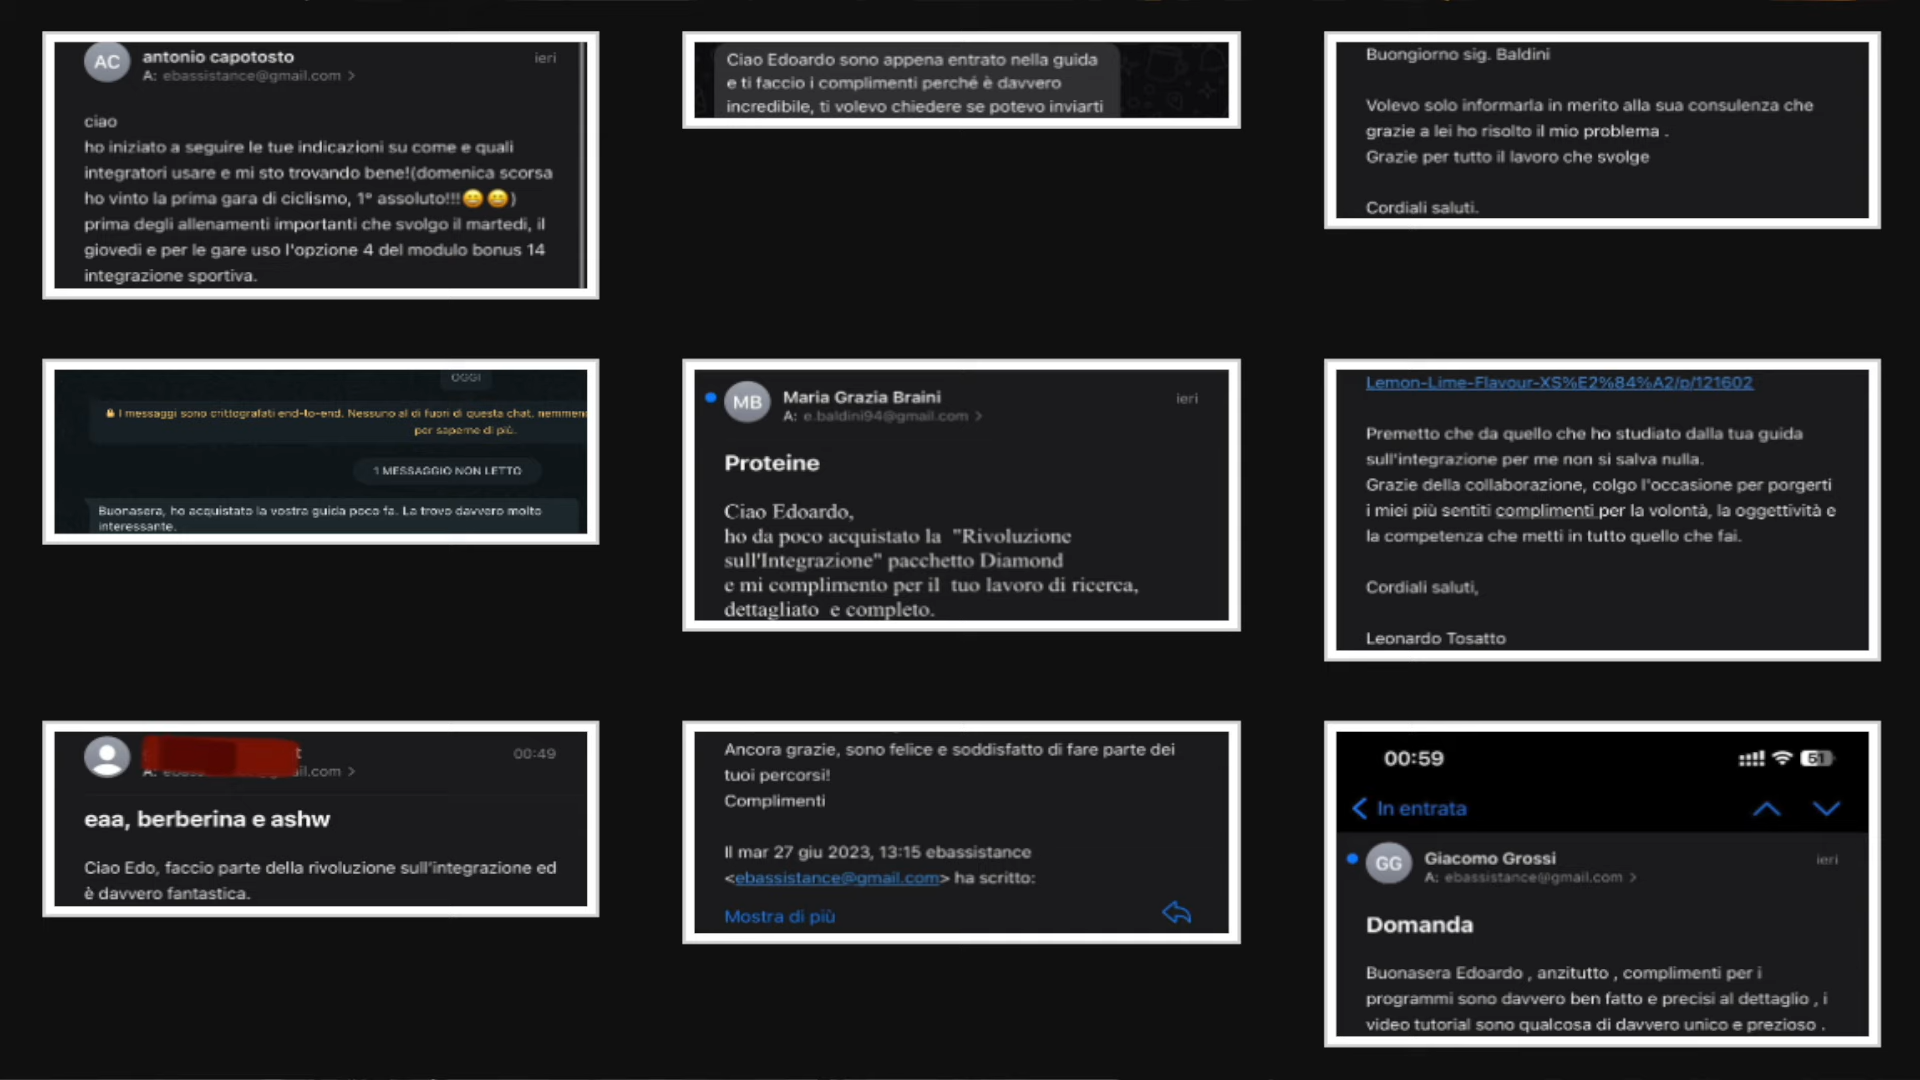 antonio capotosto
ieri
A: ebassistance@gmail.com >
ciao
ho iniziato a seguire le tue indicazioni su come e quali
integratori usare e mi sto trovando bene!(domenica scorsa
ho vinto la prima gara di ciclismo, 1° assoluto!!!😄😄)
prima degli allenamenti importanti che svolgo il martedì, il
giovedì e per le gare uso l'opzione 4 del modulo bonus 14
integrazione sportiva.
Ciao Edoardo sono appena entrato nella guida
e ti faccio i complimenti perché è davvero
incredibile, ti volevo chiedere se potevo inviarti
Buongiorno sig. Baldini
Volevo solo informarla in merito alla sua consulenza che
grazie a lei ho risolto il mio problema .
Grazie per tutto il lavoro che svolge
Cordiali saluti.
OGGI
I messaggi sono crittografati end-to-end. Nessuno al di fuori di questa chat, nemmeno
per saperne di più.
1 MESSAGGIO NON LETTO
Buonasera, ho acquistato la vostra guida poco fa. La trovo davvero molto
interessante.
MB
Maria Grazia Braini
ieri
A: e.baldini94@gmail.com >
Proteine
Ciao Edoardo,
ho da poco acquistato la "Rivoluzione
sull'Integrazione" pacchetto Diamond
e mi complimento per il tuo lavoro di ricerca,
dettagliato e completo.
Lemon-Lime-Flavour-XS%E2%84%A2/p/121602
Premetto che da quello che ho studiato dalla tua guida
sull'integrazione per me non si salva nulla.
Grazie della collaborazione, colgo l'occasione per porgerti
i miei più sentiti complimenti per la volontà, la oggettività e
la competenza che metti in tutto quello che fai.
Cordiali saluti,
Leonardo Tosatto
00:49
il.com >
eaa, berberina e ashw
Ciao Edo, faccio parte della rivoluzione sull'integrazione ed
è davvero fantastica.
Ancora grazie, sono felice e soddisfatto di fare parte dei
tuoi percorsi!
Complimenti
Il mar 27 giu 2023, 13:15 ebassistance
<ebassistance@gmail.com> ha scritto:
Mostra di più
00:59
51
In entrata
GG
Giacomo Grossi
ieri
A: ebassistance@gmail.com >
Domanda
Buonasera Edoardo , anzitutto , complimenti per i
programmi sono davvero ben fatto e precisi al dettaglio , i
video tutorial sono qualcosa di davvero unico e prezioso .